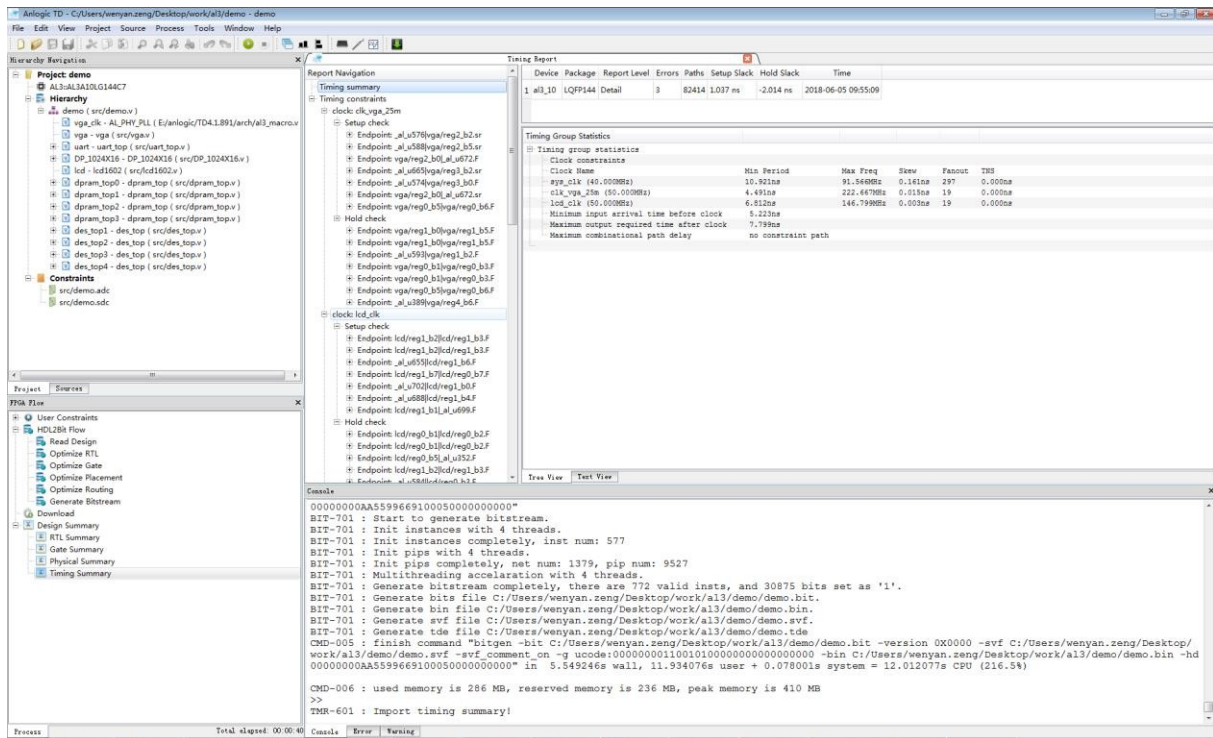 Anlogic TD - C:/Users/wenyan.zeng/Desktop/work/al3/demo - demo
File Edit View Project Source Process Tools Window Help
Hierarchy Navigation
Project: demo
AL3::AL3A10LG144C7
Hierarchy
demo ( src/demo.v )
vga_clk - AL_PHY_PLL ( E:/anlogic/TD4.1.891/arch/al3_macro.v
vga - vga ( src/vga.v )
uart - uart_top ( src/uart_top.v )
DP_1024X16 - DP_1024X16 ( src/DP_1024X16.v )
lcd - lcd1602 ( src/lcd1602.v )
dpram_top0 - dpram_top ( src/dpram_top.v )
dpram_top1 - dpram_top ( src/dpram_top.v )
dpram_top2 - dpram_top ( src/dpram_top.v )
dpram_top3 - dpram_top ( src/dpram_top.v )
des_top1 - des_top ( src/des_top.v )
des_top2 - des_top ( src/des_top.v )
des_top3 - des_top ( src/des_top.v )
des_top4 - des_top ( src/des_top.v )
Constraints
src/demo.adc
src/demo.sdc
Project Sources
FPGA Flow
User Constraints
HDL2Bit Flow
Read Design
Optimize RTL
Optimize Gate
Optimize Placement
Optimize Routing
Generate Bitstream
Download
Design Summary
RTL Summary
Gate Summary
Physical Summary
Timing Summary
Process Total elapsed: 00:00:40
Timing Report
Report Navigation
Timing summary
Timing constraints
clock: clk_vga_25m
Setup check
Endpoint: _al_u576|vga/reg2_b2.sr
Endpoint: _al_u588|vga/reg2_b5.sr
Endpoint: vga/reg2_b0|_al_u672.F
Endpoint: _al_u665|vga/reg3_b2.sr
Endpoint: _al_u574|vga/reg3_b0.F
Endpoint: vga/reg2_b0|_al_u672.sr
Endpoint: vga/reg0_b5|vga/reg0_b6.F
Hold check
Endpoint: vga/reg1_b0|vga/reg1_b5.F
Endpoint: vga/reg1_b0|vga/reg1_b5.F
Endpoint: _al_u593|vga/reg1_b2.F
Endpoint: vga/reg0_b1|vga/reg0_b3.F
Endpoint: vga/reg0_b1|vga/reg0_b3.F
Endpoint: vga/reg0_b5|vga/reg0_b6.F
Endpoint: _al_u389|vga/reg4_b6.F
clock: lcd_clk
Setup check
Endpoint: lcd/reg1_b2|lcd/reg1_b3.F
Endpoint: lcd/reg1_b2|lcd/reg1_b3.F
Endpoint: _al_u655|lcd/reg1_b6.F
Endpoint: lcd/reg1_b7|lcd/reg0_b7.F
Endpoint: _al_u702|lcd/reg1_b0.F
Endpoint: _al_u688|lcd/reg1_b4.F
Endpoint: lcd/reg1_b1|_al_u699.F
Hold check
Endpoint: lcd/reg0_b1|lcd/reg0_b2.F
Endpoint: lcd/reg0_b1|lcd/reg0_b2.F
Endpoint: lcd/reg0_b5|_al_u352.F
Endpoint: lcd/reg1_b2|lcd/reg1_b3.F
Endpoint: _al_u584|lcd/reg0_b3.F
Device Package Report Level Errors Paths Setup Slack Hold Slack Time
1 al3_10 LQFP144 Detail 3 82414 1.037 ns -2.014 ns 2018-06-05 09:55:09
Timing Group Statistics
Timing group statistics
Clock constraints
Clock Name Min Period Max Freq Skew Fanout TNS
sys_clk (40.000MHz) 10.921ns 91.566MHz 0.161ns 297 0.000ns
clk_vga_25m (50.000MHz) 4.491ns 222.667MHz 0.015ns 19 0.000ns
lcd_clk (50.000MHz) 6.812ns 146.799MHz 0.003ns 19 0.000ns
Minimum input arrival time before clock 5.223ns
Maximum output required time after clock 7.799ns
Maximum combinational path delay no constraint path
Tree View Text View
Console
00000000AA5599669100050000000000"
BIT-701 : Start to generate bitstream.
BIT-701 : Init instances with 4 threads.
BIT-701 : Init instances completely, inst num: 577
BIT-701 : Init pips with 4 threads.
BIT-701 : Init pips completely, net num: 1379, pip num: 9527
BIT-701 : Multithreading accelaration with 4 threads.
BIT-701 : Generate bitstream completely, there are 772 valid insts, and 30875 bits set as '1'.
BIT-701 : Generate bits file C:/Users/wenyan.zeng/Desktop/work/al3/demo/demo.bit.
BIT-701 : Generate bin file C:/Users/wenyan.zeng/Desktop/work/al3/demo/demo.bin.
BIT-701 : Generate svf file C:/Users/wenyan.zeng/Desktop/work/al3/demo/demo.svf.
BIT-701 : Generate tde file C:/Users/wenyan.zeng/Desktop/work/al3/demo/demo.tde
CMD-005 : finish command "bitgen -bit C:/Users/wenyan.zeng/Desktop/work/al3/demo/demo.bit -version 0X0000 -svf C:/Users/wenyan.zeng/Desktop/
work/al3/demo/demo.svf -svf_comment_on -g ucode:00000000110010100000000000000000 -bin C:/Users/wenyan.zeng/Desktop/work/al3/demo/demo.bin -hd
00000000AA5599669100050000000000" in 5.549246s wall, 11.934076s user + 0.078001s system = 12.012077s CPU (216.5%)
CMD-006 : used memory is 286 MB, reserved memory is 236 MB, peak memory is 410 MB
>>
TMR-601 : Import timing summary!
Console Error Warning